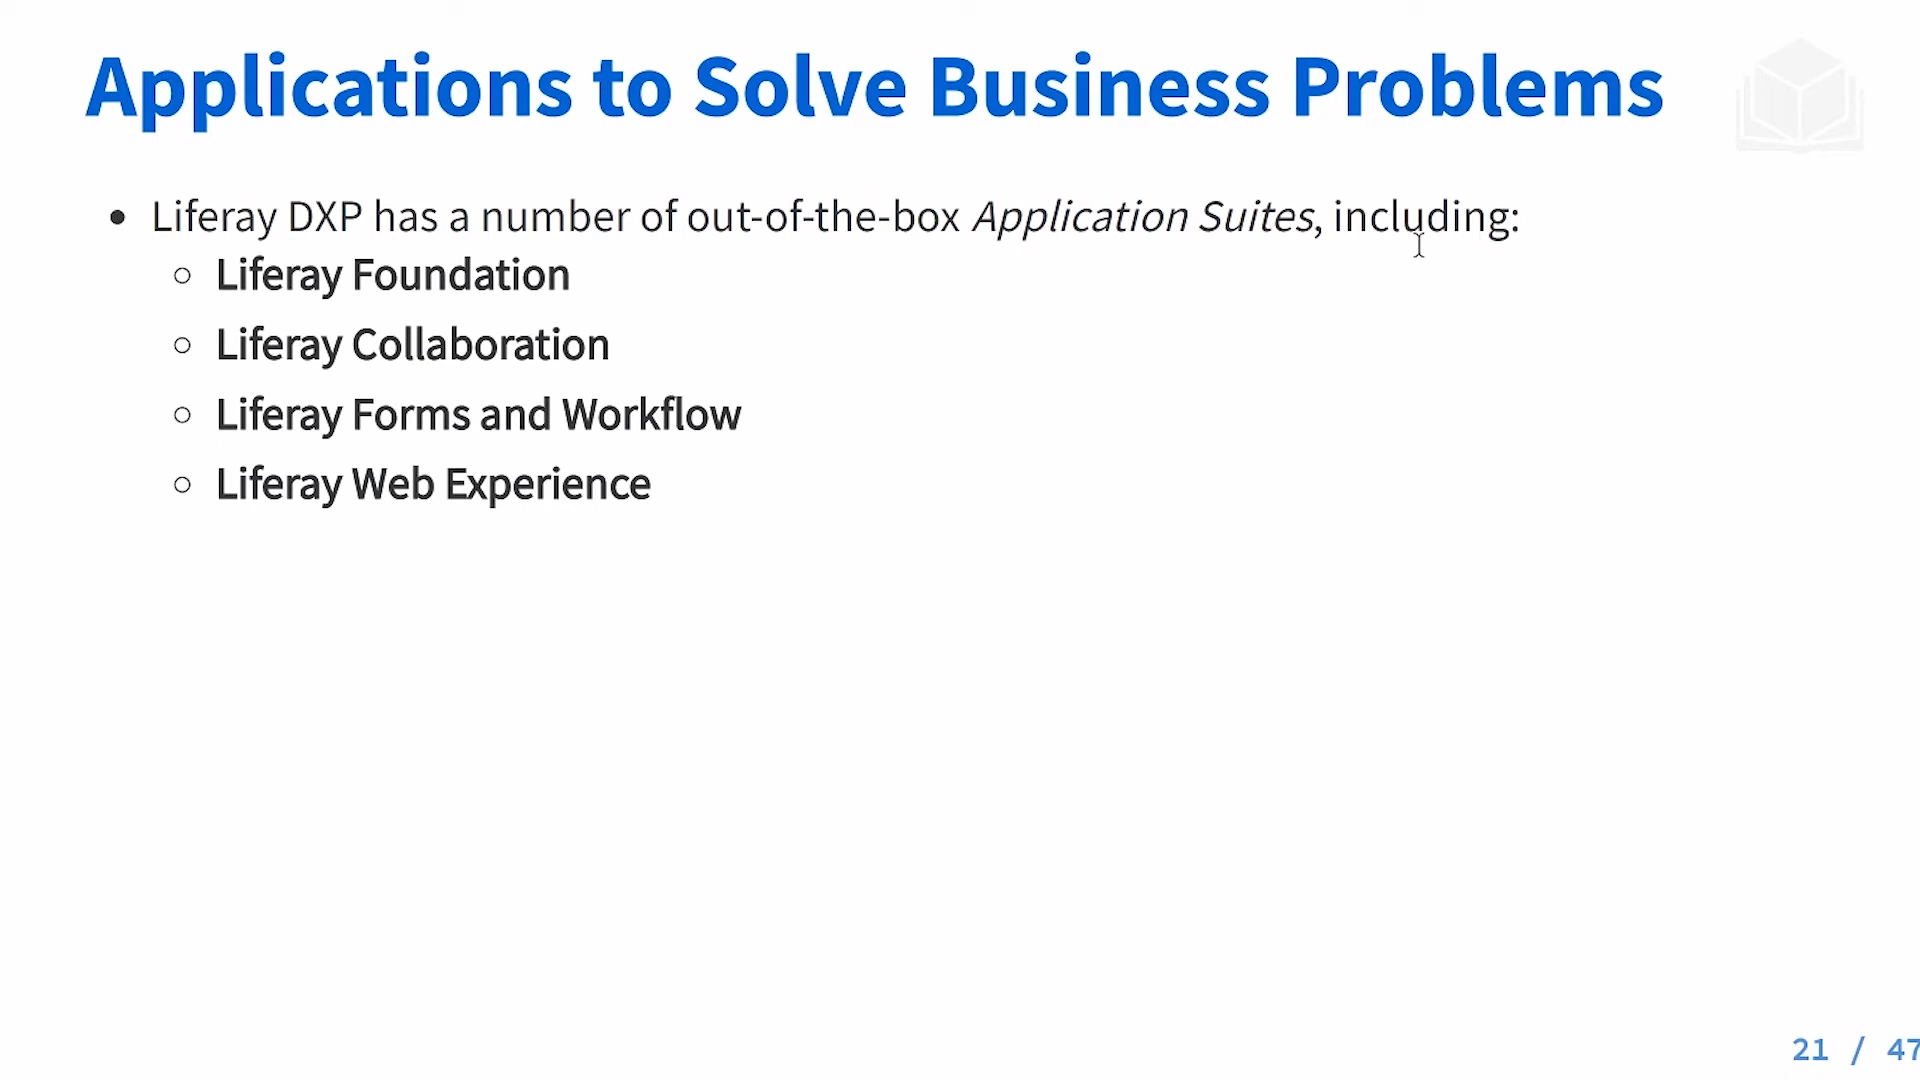 Applications to Solve Business Problems
Liferay DXP has a number of out-of-the-box Application Suites, including:
Liferay Foundation
Liferay Collaboration
Liferay Forms and Workflow
Liferay Web Experience
21 / 47